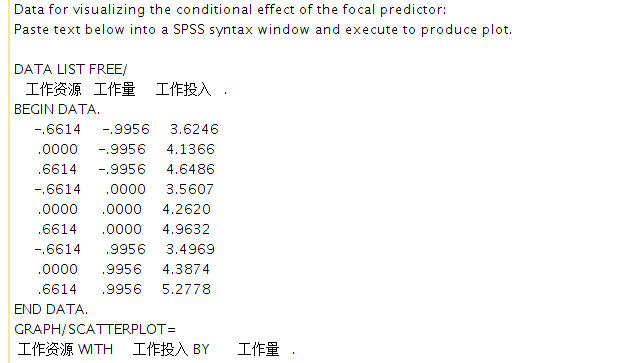 Data for visualizing the conditional effect of the focal predictor:
Paste text below into a SPSS syntax window and execute to produce plot.
DATA LIST FREE/
工作资源 工作量 工作投入 .
BEGIN DATA.
-.6614 -.9956 3.6246
.0000 -.9956 4.1366
.6614 -.9956 4.6486
-.6614 .0000 3.5607
.0000 .0000 4.2620
.6614 .0000 4.9632
-.6614 .9956 3.4969
.0000 .9956 4.3874
.6614 .9956 5.2778
END DATA.
GRAPH/SCATTERPLOT=
工作资源 WITH 工作投入 BY 工作量 .